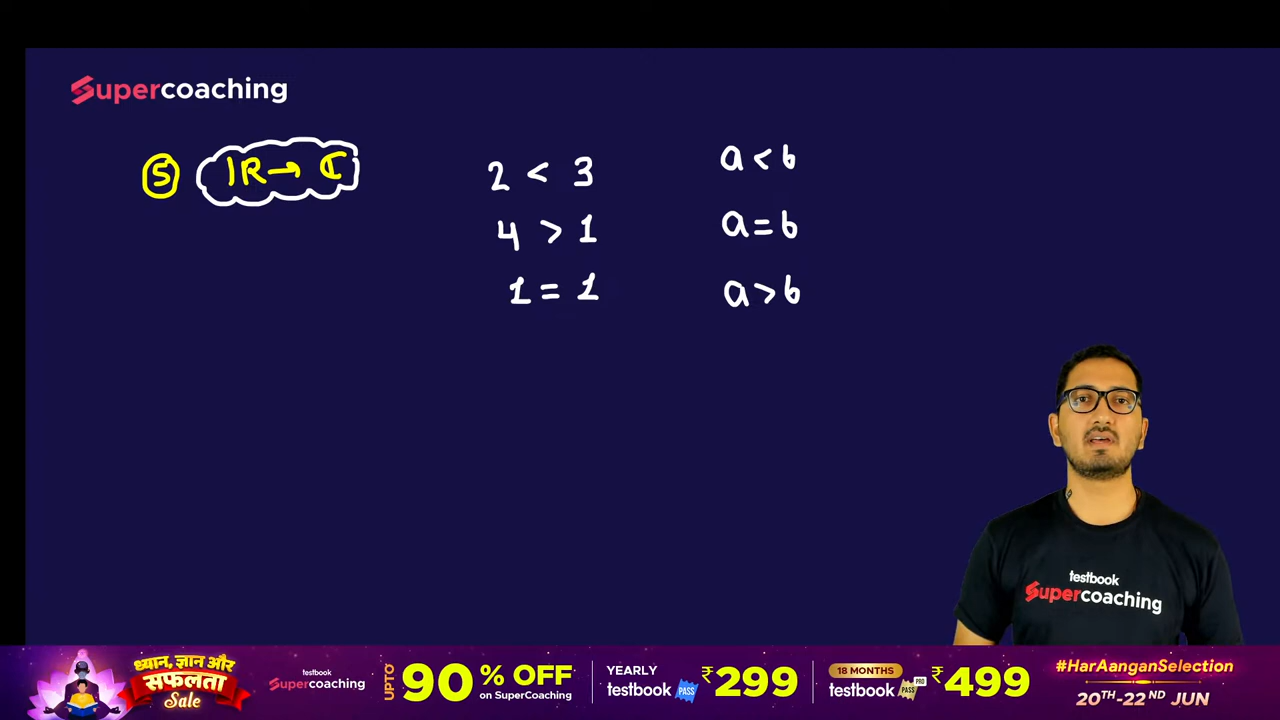 Supercoaching
5 IR → ℂ
2 < 3
4 > 1
1 = 1
a < b
a = b
a > b
testbook
Supercoaching
ध्यान, ज्ञान और
सफलता
Sale
testbook
Supercoaching
UPTO 90% OFF
on SuperCoaching
YEARLY
testbook PASS ₹299
18 MONTHS
testbook PASS PRO ₹499
#HarAanganSelection
20TH-22ND JUN